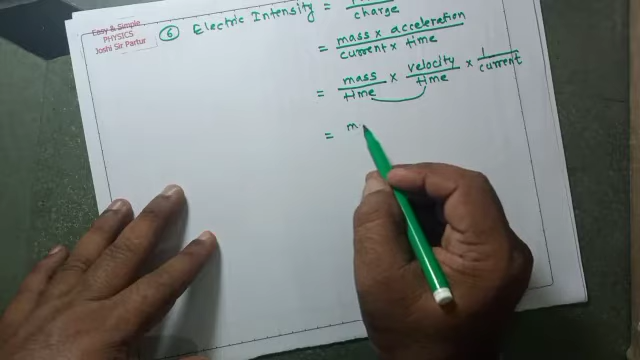 Easy & Simple
PHYSICS
Joshi Sir Partur
6 Electric Intensity =
charge
= mass x acceleration
current x time
= mass x velocity x 1
time time current
= m